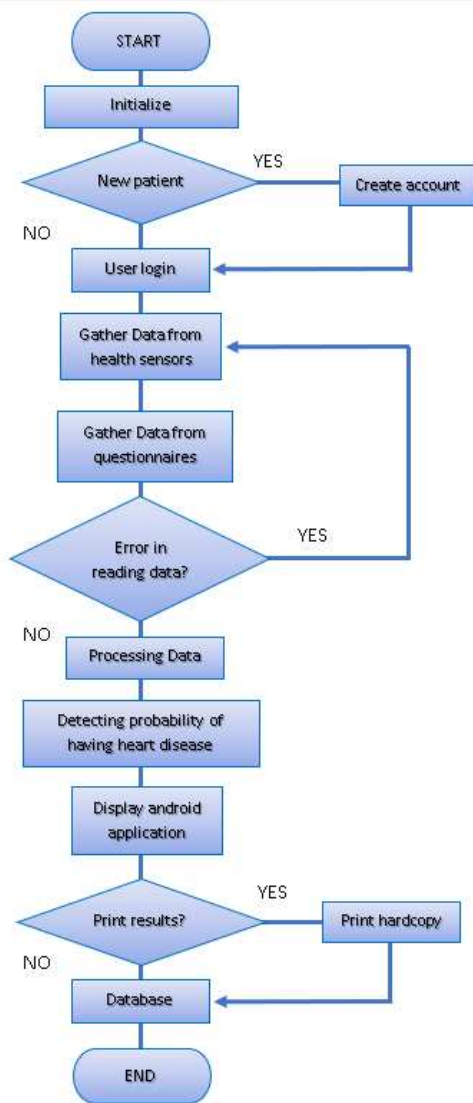 START
Initialize
YES
New patient
Create account
NO
User login
Gather Data from
health sensors
Gather Data from
questionnaires
YES
Error in
reading data?
NO
Processing Data
Detecting probability of
having heart disease
Display android
application
YES
Print results?
Print hardcopy
NO
Database
END